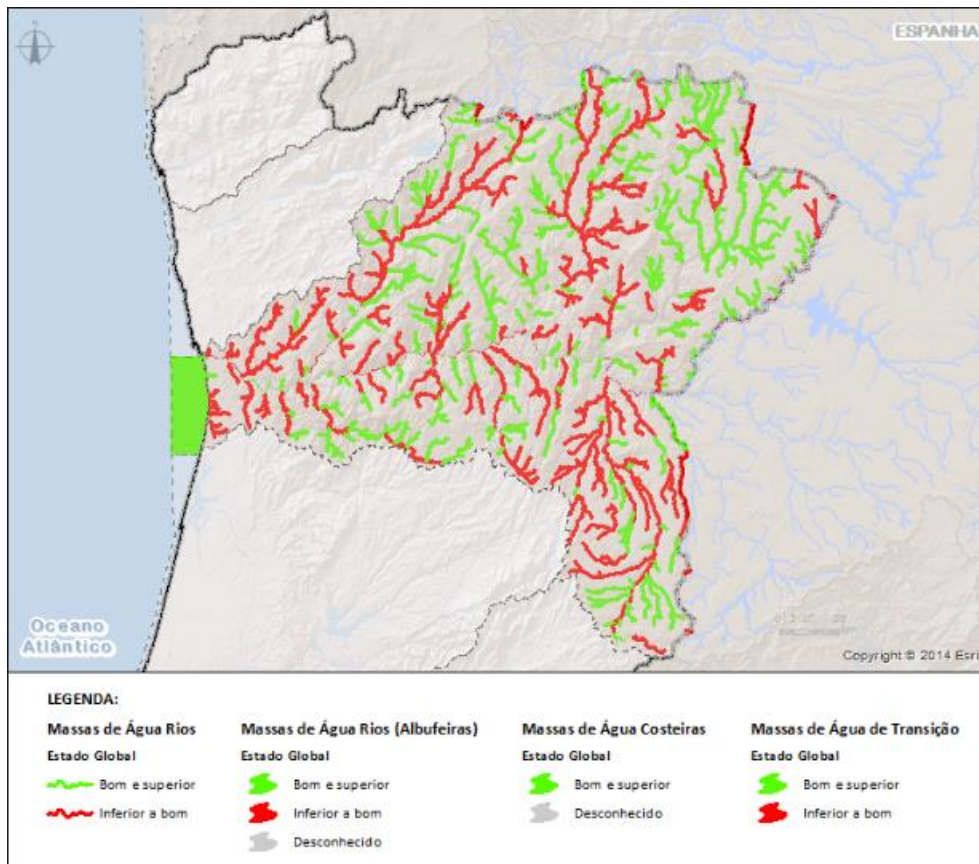 ESPANHA
Oceano
Atlântico
Copyright © 2014 Esri
LEGENDA:
Massas de Água Rios
Estado Global
Bom e superior
Inferior a bom
Massas de Água Rios (Albufeiras)
Estado Global
Bom e superior
Inferior a bom
Desconhecido
Massas de Água Costeiras
Estado Global
Bom e superior
Desconhecido
Massas de Água de Transição
Estado Global
Bom e superior
Inferior a bom